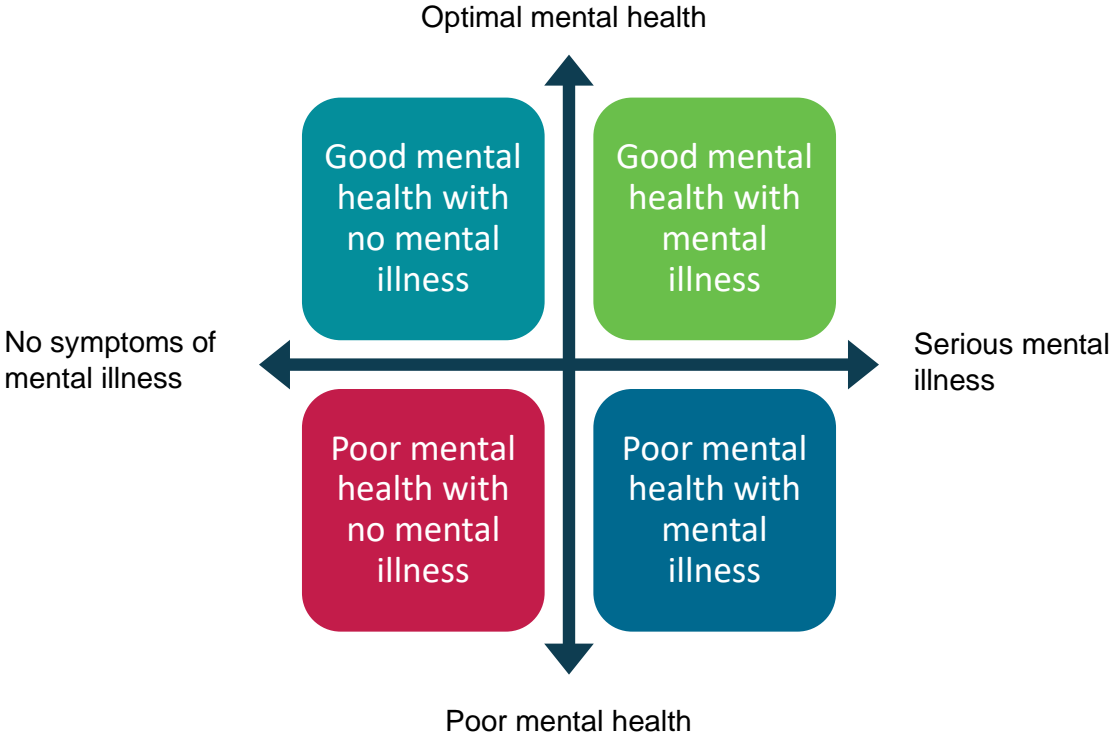 Optimal mental health
Good mental
health with
no mental
illness
Good mental
health with
mental
illness
No symptoms of
mental illness
Serious mental
illness
Poor mental
health with
no mental
illness
Poor mental
health with
mental
illness
Poor mental health